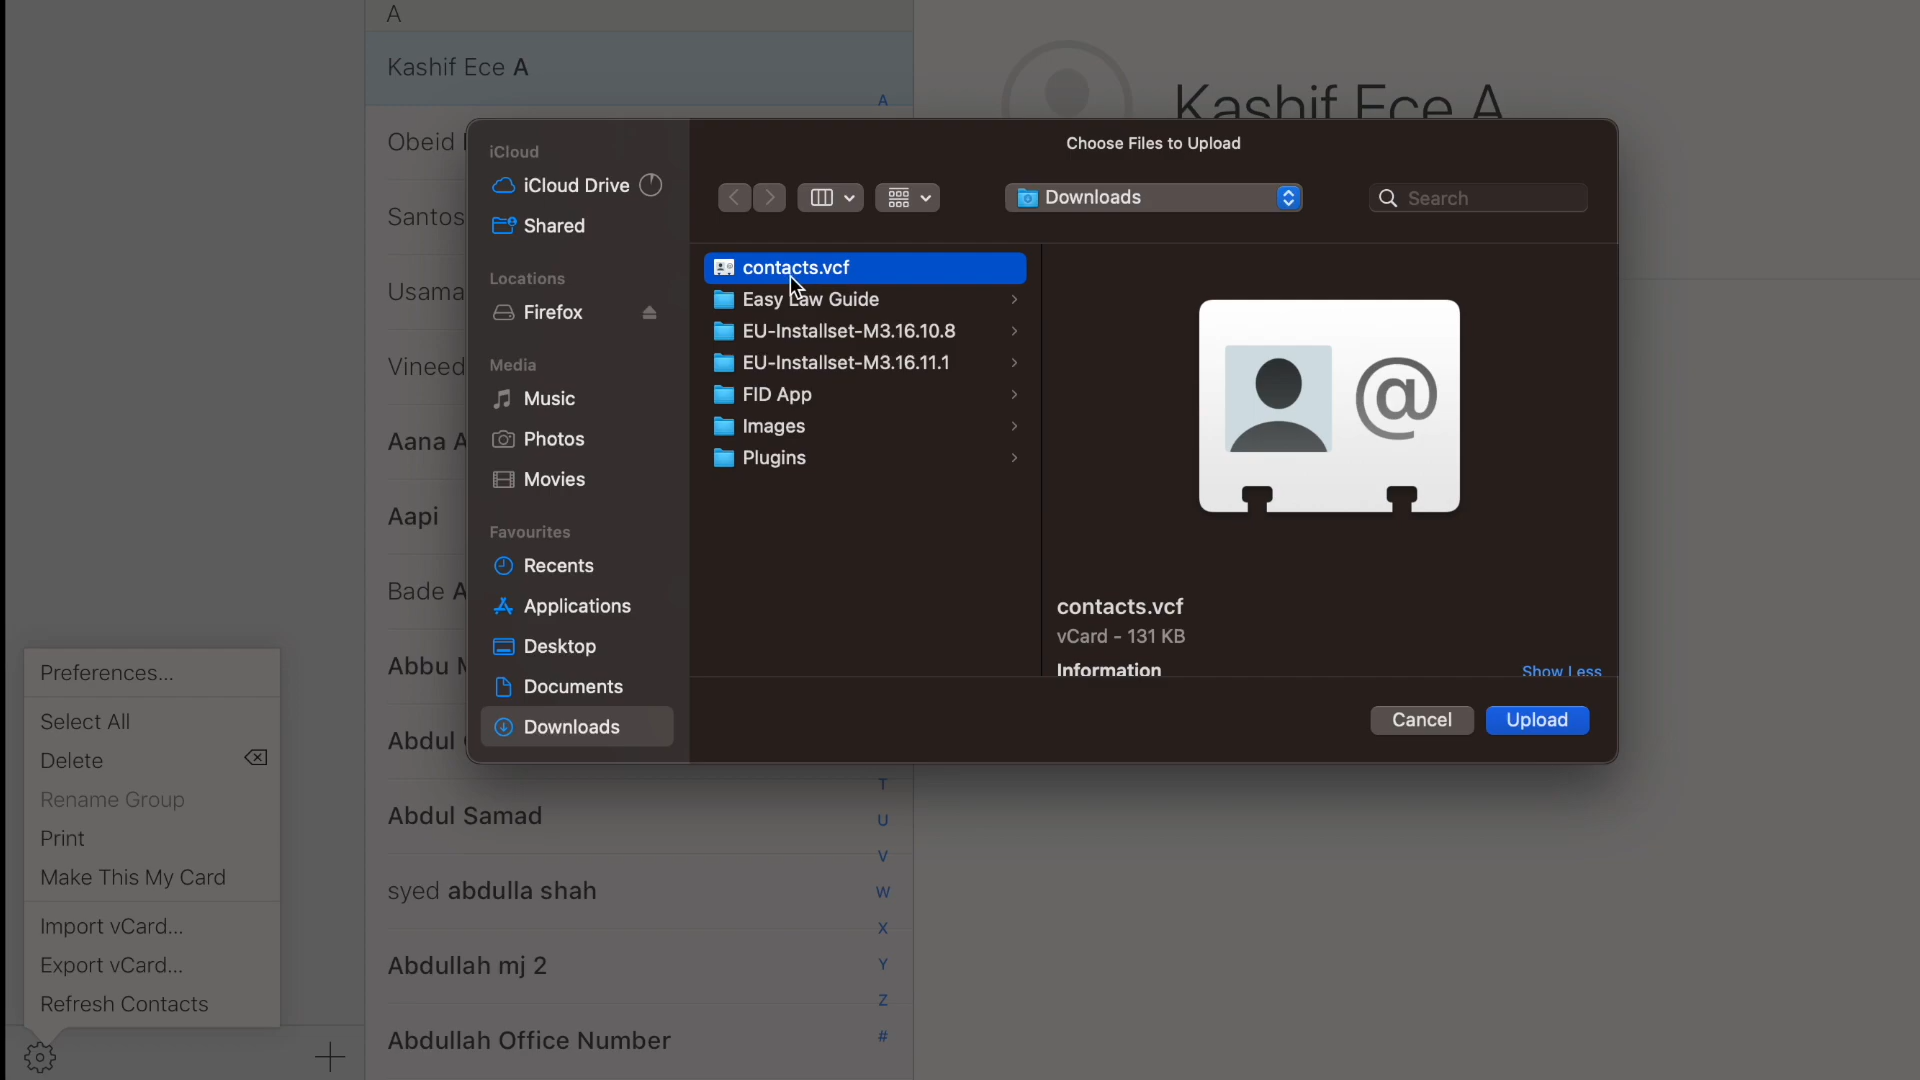 A
Kashif Ece A
A
Obeid
Santos
Usama
Vineed
Aana A
Aapi
Bade A
Abbu M
Abdul
Abdul Samad
syed abdulla shah
Abdullah mj 2
Abdullah Office Number
T
U
V
W
X
Y
Z
#
Kashif Ece A
Preferences...
Select All
Delete
Rename Group
Print
Make This My Card
Import vCard...
Export vCard...
Refresh Contacts
Choose Files to Upload
iCloud
iCloud Drive
Shared
Locations
Firefox
Media
Music
Photos
Movies
Favourites
Recents
Applications
Desktop
Documents
Downloads
Downloads
Search
contacts.vcf
Easy Law Guide
EU-Installset-M3.16.10.8
EU-Installset-M3.16.11.1
FID App
Images
Plugins
@
contacts.vcf
vCard - 131 KB
Information
Show Less
Cancel
Upload